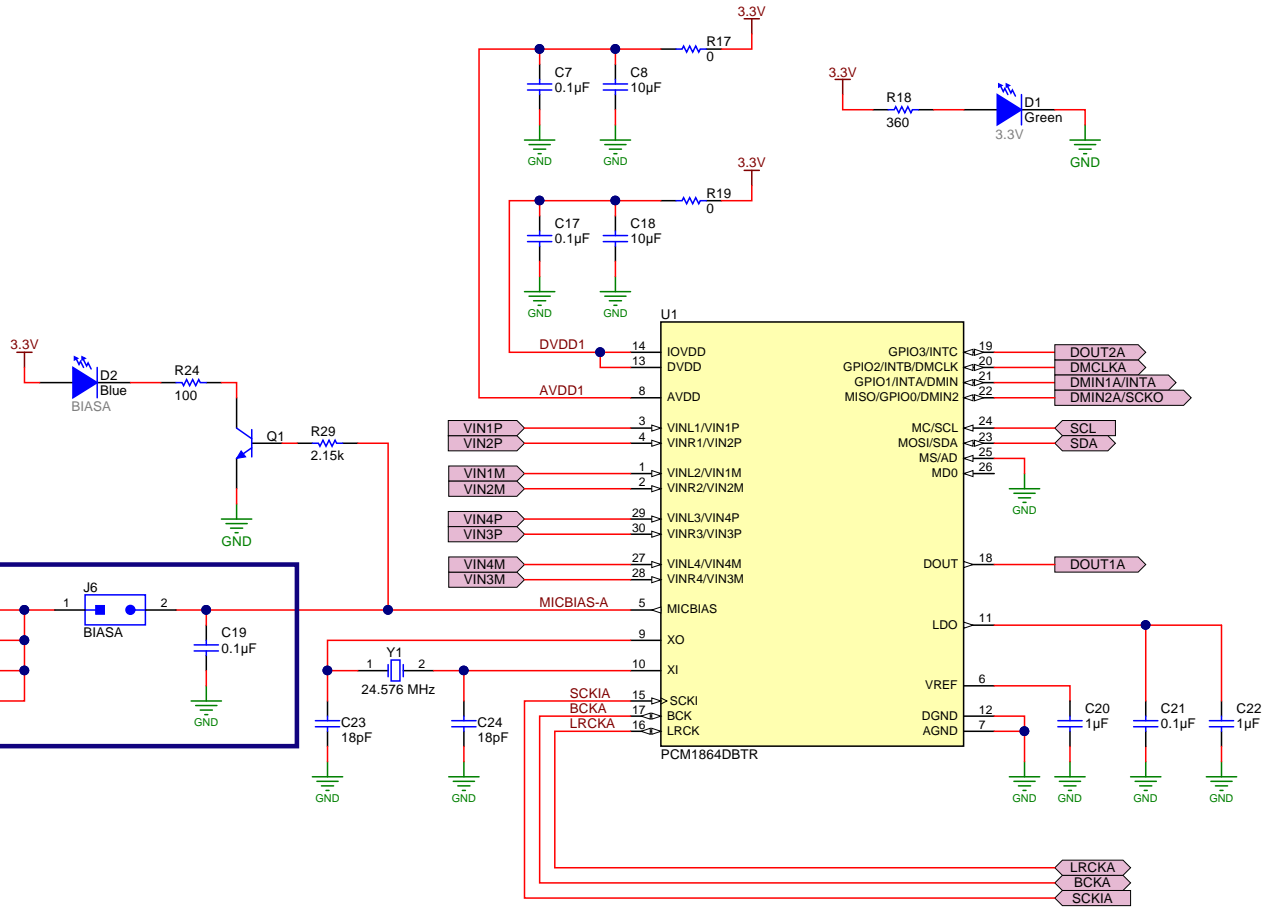 3.3V
R17
0
C7
0.1µF
C8
10µF
GND
GND
3.3V
R18
360
D1
Green
3.3V
GND
3.3V
R19
0
C17
0.1µF
C18
10µF
GND
GND
3.3V
D2
Blue
BIASA
R24
100
Q1
R29
2.15k
GND
J6
1
2
BIASA
C19
0.1µF
GND
U1
DVDD1
14 IOVDD
13 DVDD
AVDD1
8 AVDD
VIN1P 3 VINL1/VIN1P
VIN2P 4 VINR1/VIN2P
VIN1M 1 VINL2/VIN1M
VIN2M 2 VINR2/VIN2M
VIN4P 29 VINL3/VIN4P
VIN3P 30 VINR3/VIN3P
VIN4M 27 VINL4/VIN4M
VIN3M 28 VINR4/VIN3M
MICBIAS-A 5 MICBIAS
9 XO
10 XI
SCKIA 15 SCKI
BCKA 17 BCK
LRCKA 16 LRCK
PCM1864DBTR
GPIO3/INTC 19 DOUT2A
GPIO2/INTB/DMCLK 20 DMCLKA
GPIO1/INTA/DMIN 21 DMIN1A/INTA
MISO/GPIO0/DMIN2 22 DMIN2A/SCKO
MC/SCL 24 SCL
MOSI/SDA 23 SDA
MS/AD 25
MD0 26
GND
DOUT 18 DOUT1A
LDO 11
VREF 6
DGND 12
AGND 7
Y1
1
2
24.576 MHz
C23
18pF
C24
18pF
GND
GND
C20
1µF
C21
0.1µF
C22
1µF
GND
GND
GND
GND
LRCKA
BCKA
SCKIA